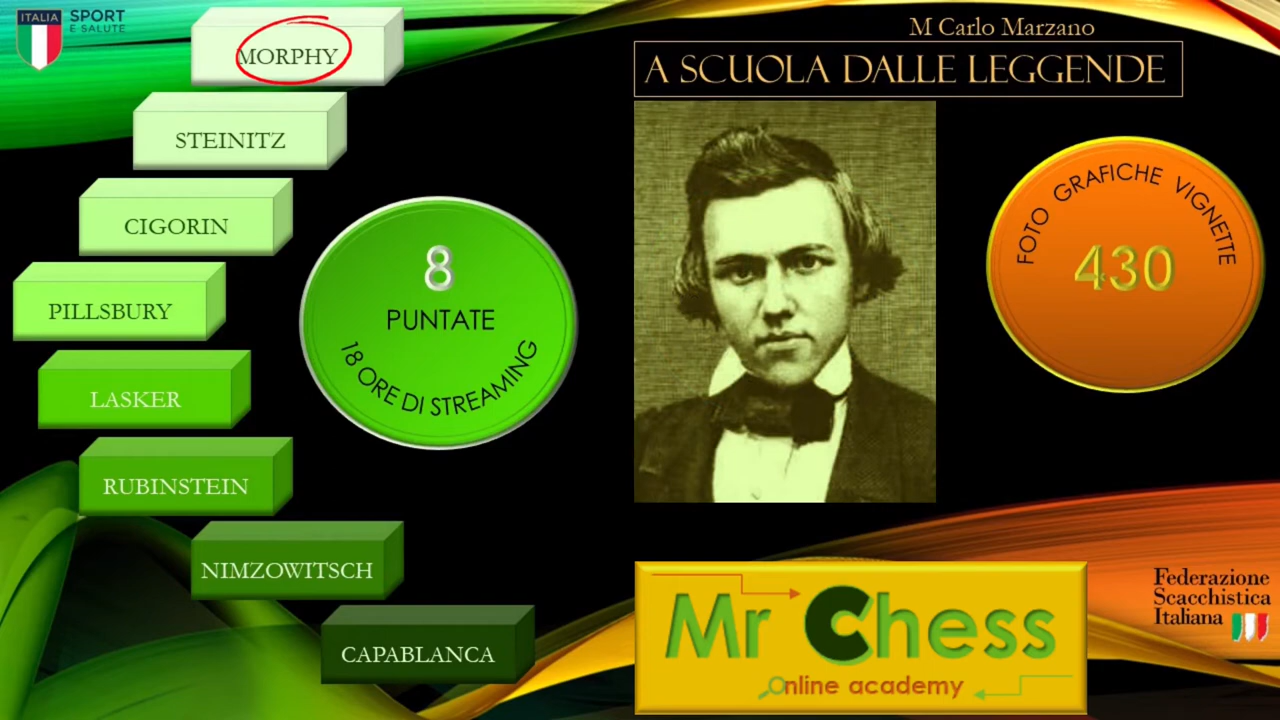 ITALIA
SPORT
E SALUTE
MORPHY
STEINITZ
CIGORIN
PILLSBURY
LASKER
RUBINSTEIN
NIMZOWITSCH
CAPABLANCA
8
PUNTATE
18 ORE DI STREAMING
M Carlo Marzano
A SCUOLA DALLE LEGGENDE
FOTO GRAFICHE VIGNETTE
430
Mr Chess
Online academy
Federazione
Scacchistica
Italiana